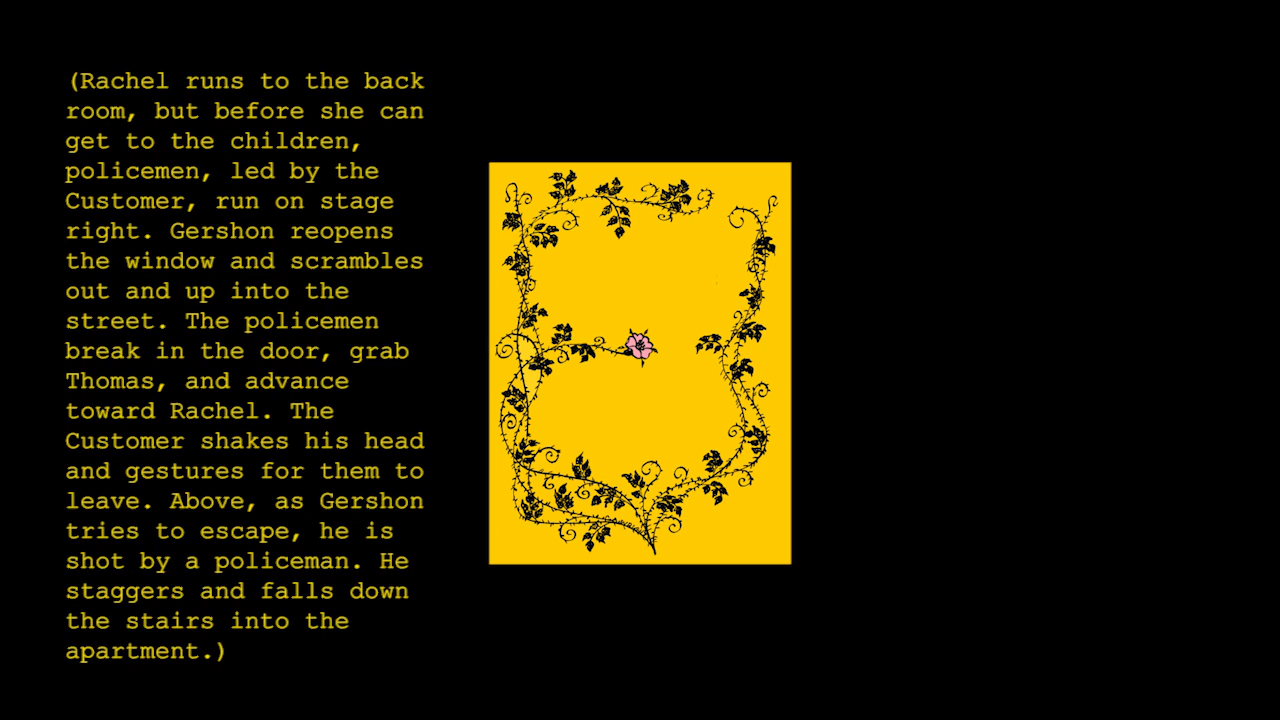 (Rachel runs to the back
room, but before she can
get to the children,
policemen, led by the
Customer, run on stage
right. Gershon reopens
the window and scrambles
out and up into the
street. The policemen
break in the door, grab
Thomas, and advance
toward Rachel. The
Customer shakes his head
and gestures for them to
leave. Above, as Gershon
tries to escape, he is
shot by a policeman. He
staggers and falls down
the stairs into the
apartment.)